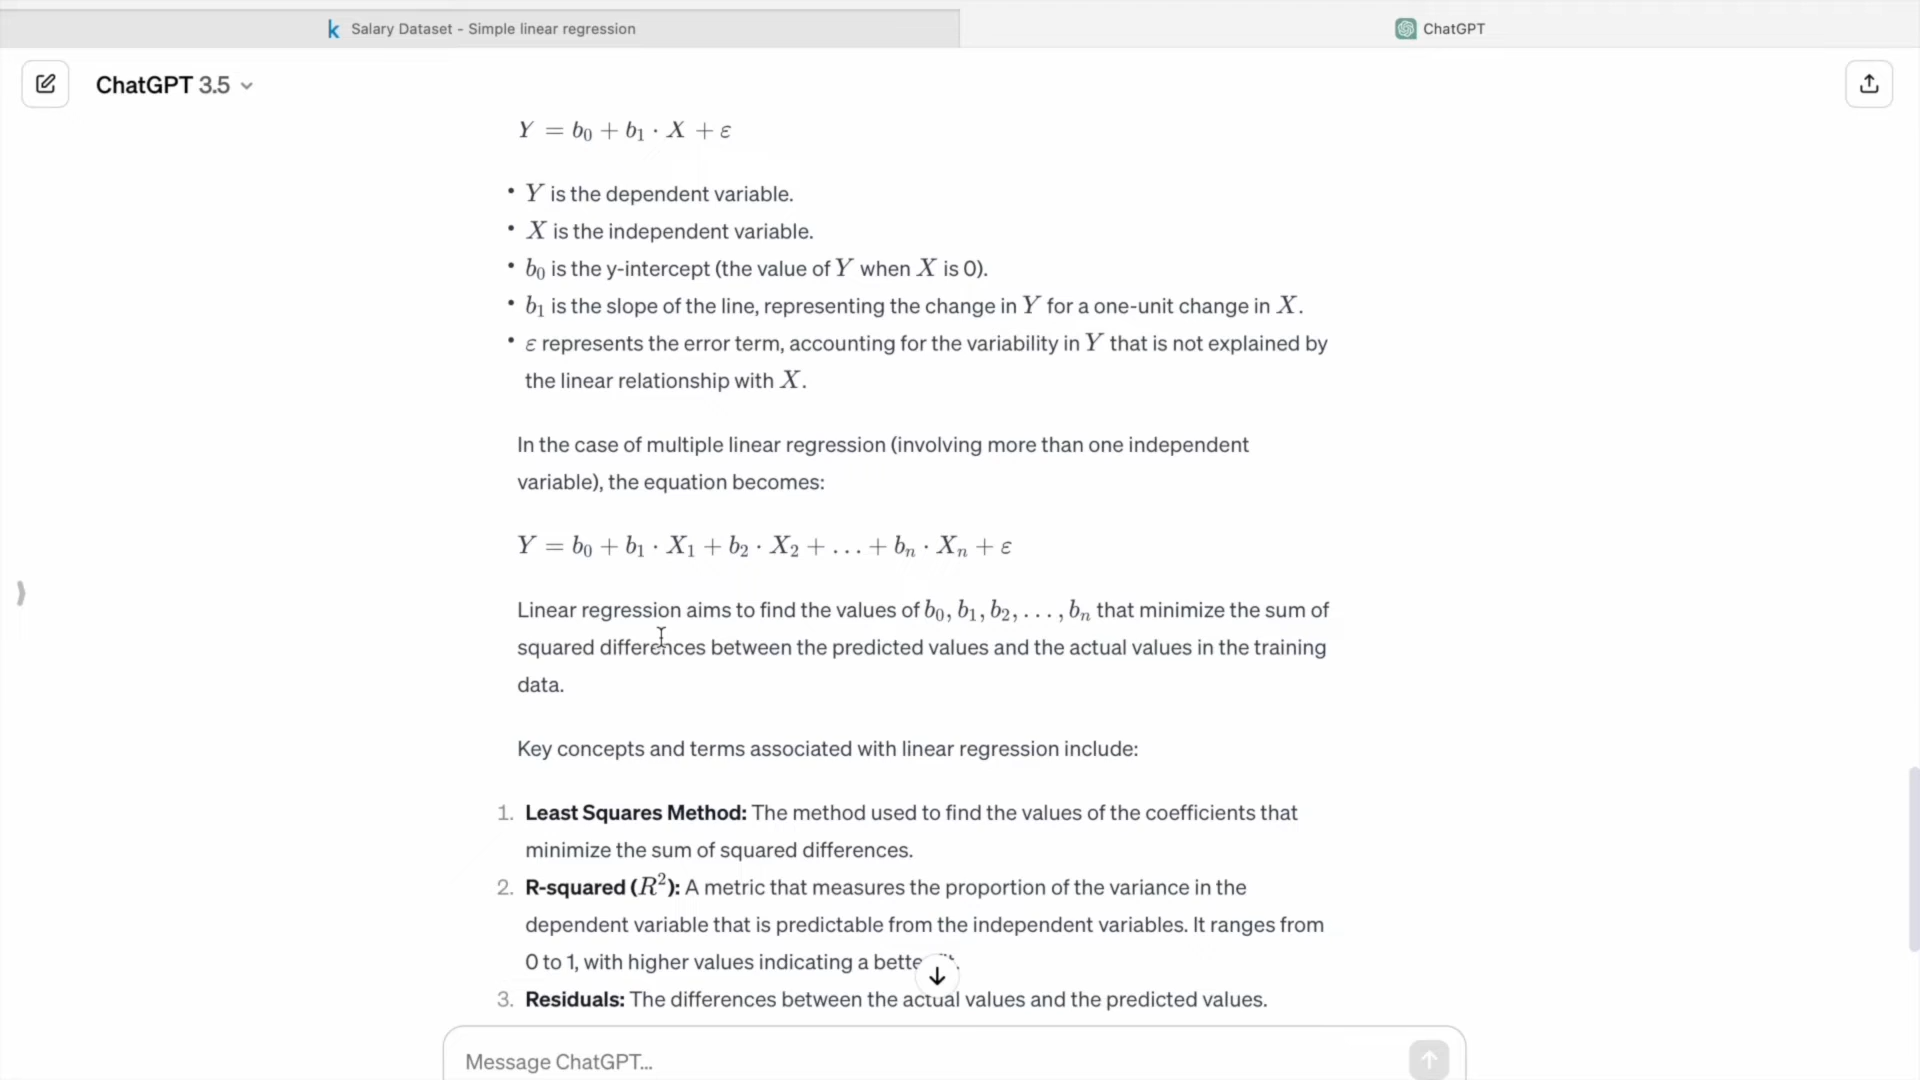 Salary Dataset - Simple linear regression
ChatGPT
ChatGPT 3.5
Y = b₀ + b₁ · X + ε
• Y is the dependent variable.
• X is the independent variable.
• b₀ is the y-intercept (the value of Y when X is 0).
• b₁ is the slope of the line, representing the change in Y for a one-unit change in X.
• ε represents the error term, accounting for the variability in Y that is not explained by
the linear relationship with X.
In the case of multiple linear regression (involving more than one independent
variable), the equation becomes:
Y = b₀ + b₁ · X₁ + b₂ · X₂ + ... + bₙ · Xₙ + ε
Linear regression aims to find the values of b₀, b₁, b₂, ..., bₙ that minimize the sum of
squared differences between the predicted values and the actual values in the training
data.
Key concepts and terms associated with linear regression include:
1. Least Squares Method: The method used to find the values of the coefficients that
minimize the sum of squared differences.
2. R-squared (R²): A metric that measures the proportion of the variance in the
dependent variable that is predictable from the independent variables. It ranges from
0 to 1, with higher values indicating a
3. Residuals: The differences between the actual values and the predicted values.
Message ChatGPT...